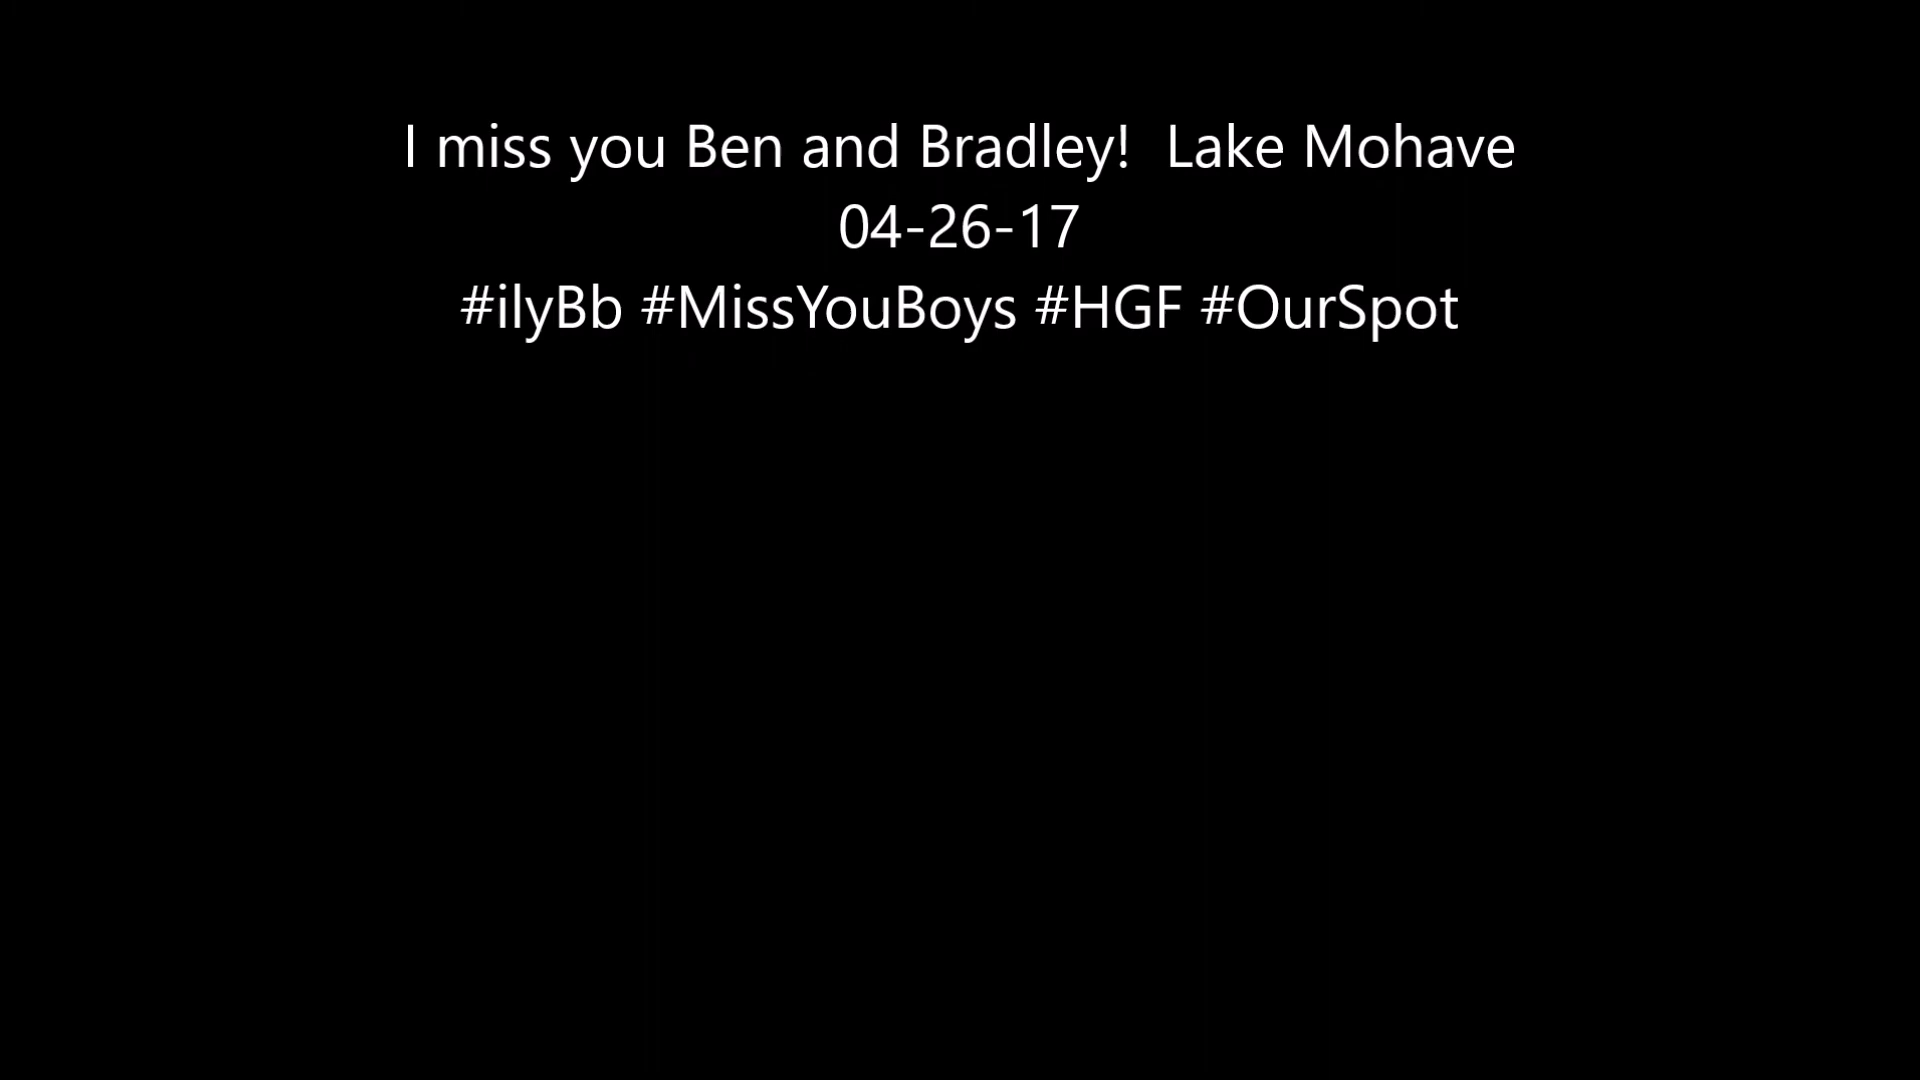 I miss you Ben and Bradley!  Lake Mohave
04-26-17
#ilyBb #MissYouBoys #HGF #OurSpot